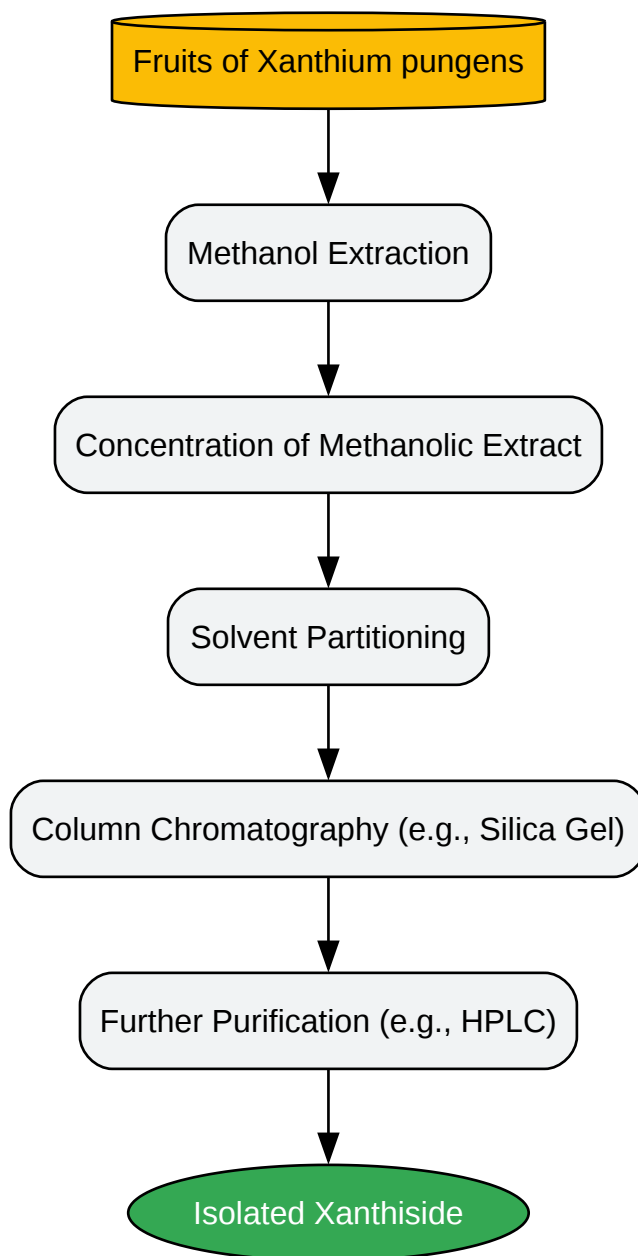 Fruits of Xanthium pungens
Methanol Extraction
Concentration of Methanolic Extract
Solvent Partitioning
Column Chromatography (e.g., Silica Gel)
Further Purification (e.g., HPLC)
Isolated Xanthiside